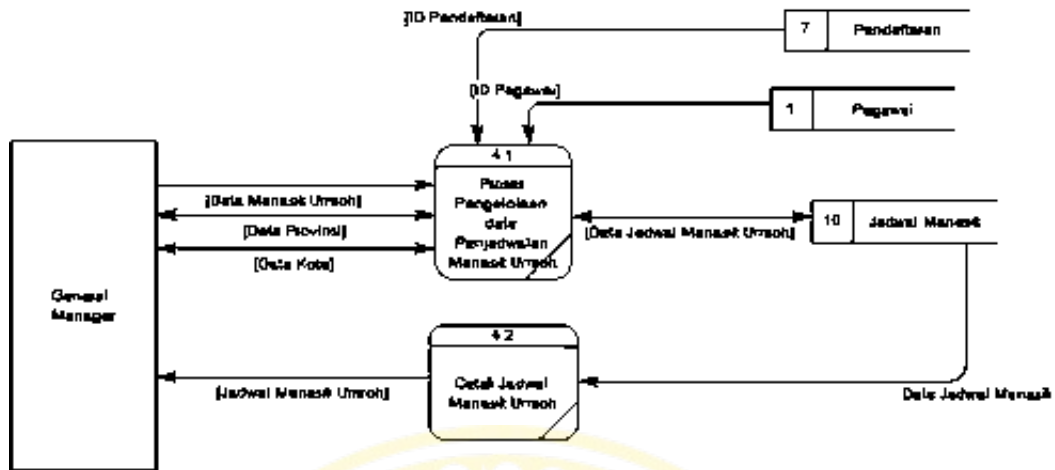 [ID Pendaftaran]
7 Pendaftaran
[ID Pegawai]
1 Pegawai
4.1
Proses
Pengelolaan
data
Penjadwalan
Manasik Umroh
[Data Manasik Umroh]
[Data Provinsi]
[Data Kota]
[Data Jadwal Manasik Umroh]
10 Jadwal Manasik
General
Manager
4.2
Cetak Jadwal
Manasik Umroh
[Jadwal Manasik Umroh]
Data Jadwal Manasik